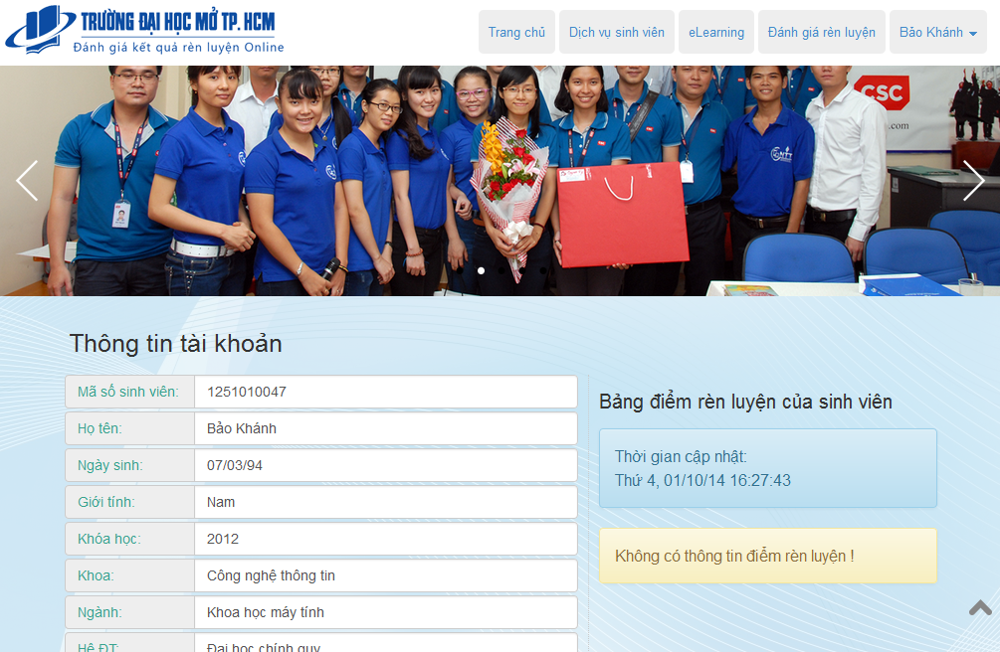 TRƯỜNG ĐẠI HỌC MỞ TP. HCM
Đánh giá kết quả rèn luyện Online
Trang chủ
Dịch vụ sinh viên
eLearning
Đánh giá rèn luyện
Bảo Khánh
CSC
.com
Thông tin tài khoản
Mã số sinh viên: 1251010047
Họ tên: Bảo Khánh
Ngày sinh: 07/03/94
Giới tính: Nam
Khóa học: 2012
Khoa: Công nghệ thông tin
Ngành: Khoa học máy tính
Hệ ĐT: Đại học chính quy
Bảng điểm rèn luyện của sinh viên
Thời gian cập nhật:
Thứ 4, 01/10/14 16:27:43
Không có thông tin điểm rèn luyện !